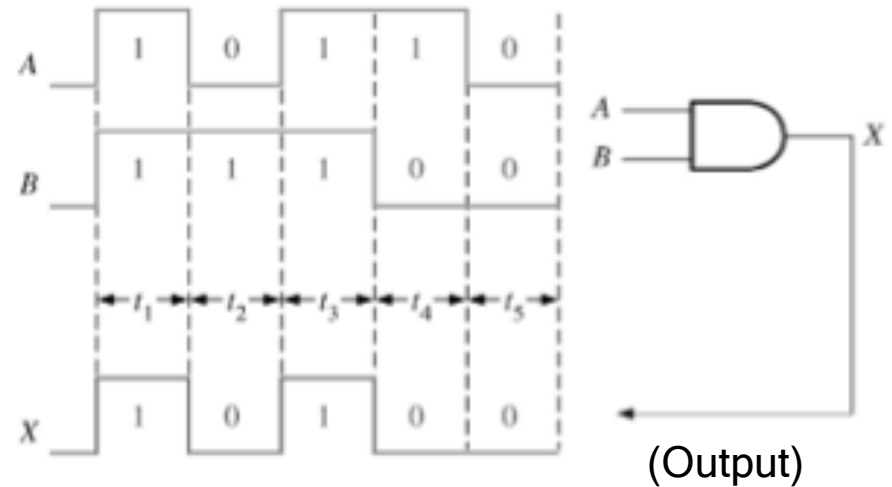 A 1 0 1 1 0
B 1 1 1 0 0
A
B
X
t1 t2 t3 t4 t5
X 1 0 1 0 0
(Output)